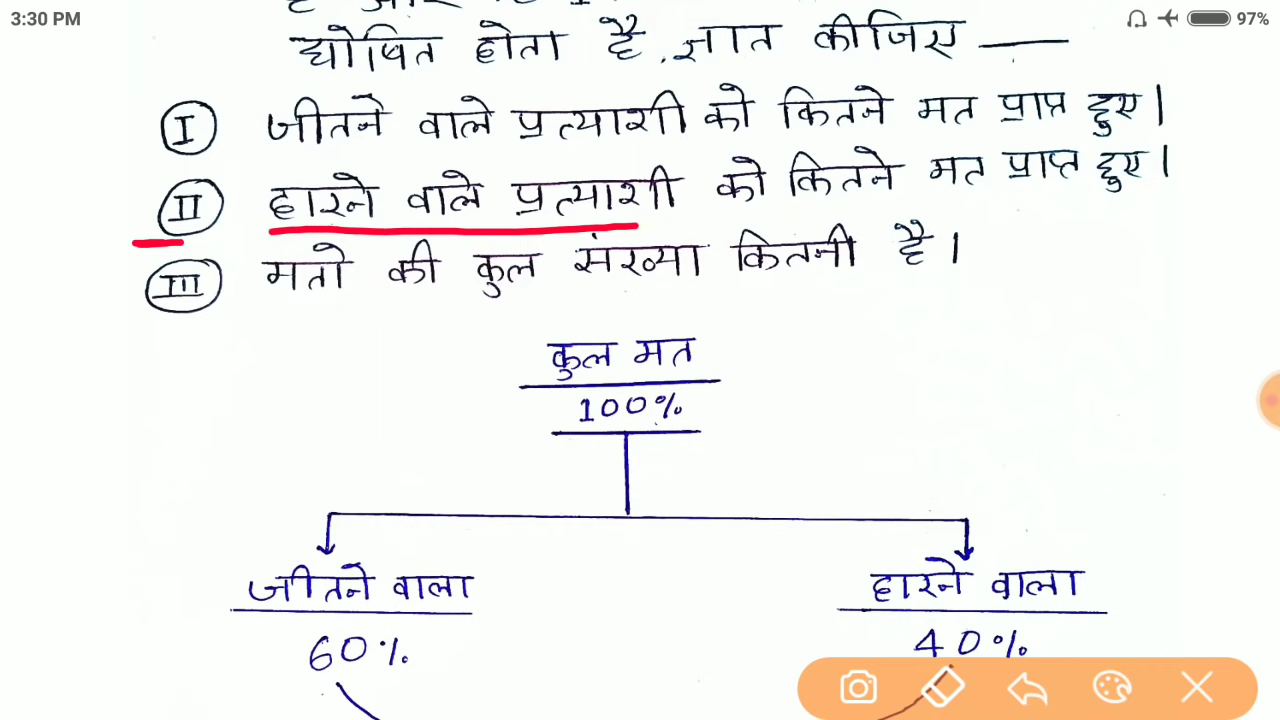 3:30 PM
97%
घोषित होता है, ज्ञात कीजिए —
I जीतने वाले प्रत्याशी को कितने मत प्राप्त हुए।
II हारने वाले प्रत्याशी को कितने मत प्राप्त हुए।
III मतो की कुल संख्या कितनी है।
कुल मत
100%
जीतने वाला हारने वाला
60% 40%